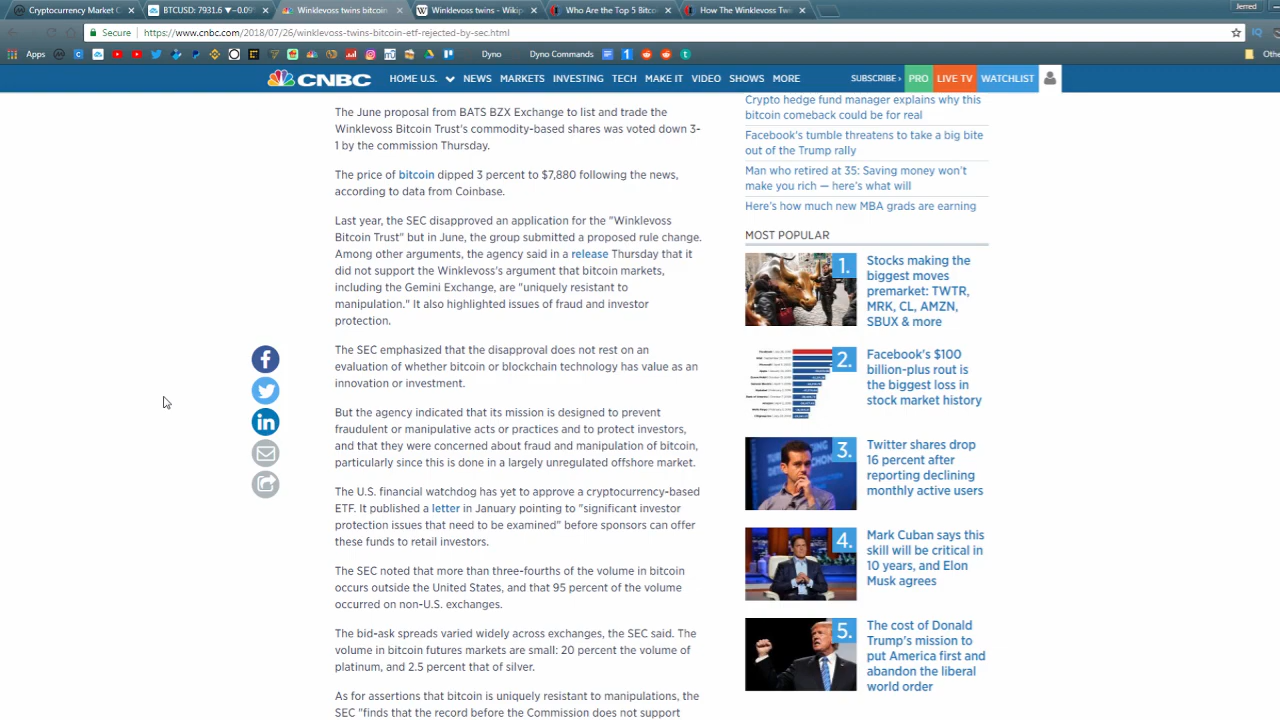 Cryptocurrency Market C
BTCUSD: 7931.6 ▼−0.09%
Winklevoss twins bitcoin
Winklevoss twins - Wikip
Who Are the Top 5 Bitco
How The Winklevoss Tw
Jerred
Secure
https://www.cnbc.com/2018/07/26/winklevoss-twins-bitcoin-etf-rejected-by-sec.html
Apps
Dyno
Dyno Commands
Othe
CNBC
HOME U.S.
NEWS
MARKETS
INVESTING
TECH
MAKE IT
VIDEO
SHOWS
MORE
SUBSCRIBE
PRO
LIVE TV
WATCHLIST
The June proposal from BATS BZX Exchange to list and trade the
Winklevoss Bitcoin Trust's commodity-based shares was voted down 3-
1 by the commission Thursday.
The price of bitcoin dipped 3 percent to $7,880 following the news,
according to data from Coinbase.
Last year, the SEC disapproved an application for the "Winklevoss
Bitcoin Trust" but in June, the group submitted a proposed rule change.
Among other arguments, the agency said in a release Thursday that it
did not support the Winklevoss's argument that bitcoin markets,
including the Gemini Exchange, are "uniquely resistant to
manipulation." It also highlighted issues of fraud and investor
protection.
The SEC emphasized that the disapproval does not rest on an
evaluation of whether bitcoin or blockchain technology has value as an
innovation or investment.
But the agency indicated that its mission is designed to prevent
fraudulent or manipulative acts or practices and to protect investors,
and that they were concerned about fraud and manipulation of bitcoin,
particularly since this is done in a largely unregulated offshore market.
The U.S. financial watchdog has yet to approve a cryptocurrency-based
ETF. It published a letter in January pointing to "significant investor
protection issues that need to be examined" before sponsors can offer
these funds to retail investors.
The SEC noted that more than three-fourths of the volume in bitcoin
occurs outside the United States, and that 95 percent of the volume
occurred on non-U.S. exchanges.
The bid-ask spreads varied widely across exchanges, the SEC said. The
volume in bitcoin futures markets are small: 20 percent the volume of
platinum, and 2.5 percent that of silver.
As for assertions that bitcoin is uniquely resistant to manipulations, the
SEC "finds that the record before the Commission does not support
Crypto hedge fund manager explains why this
bitcoin comeback could be for real
Facebook's tumble threatens to take a big bite
out of the Trump rally
Man who retired at 35: Saving money won't
make you rich — here's what will
Here's how much new MBA grads are earning
MOST POPULAR
1.
Stocks making the
biggest moves
premarket: TWTR,
MRK, CL, AMZN,
SBUX & more
2.
Facebook's $100
billion-plus rout is
the biggest loss in
stock market history
3.
Twitter shares drop
16 percent after
reporting declining
monthly active users
4.
Mark Cuban says this
skill will be critical in
10 years, and Elon
Musk agrees
5.
The cost of Donald
Trump's mission to
put America first and
abandon the liberal
world order